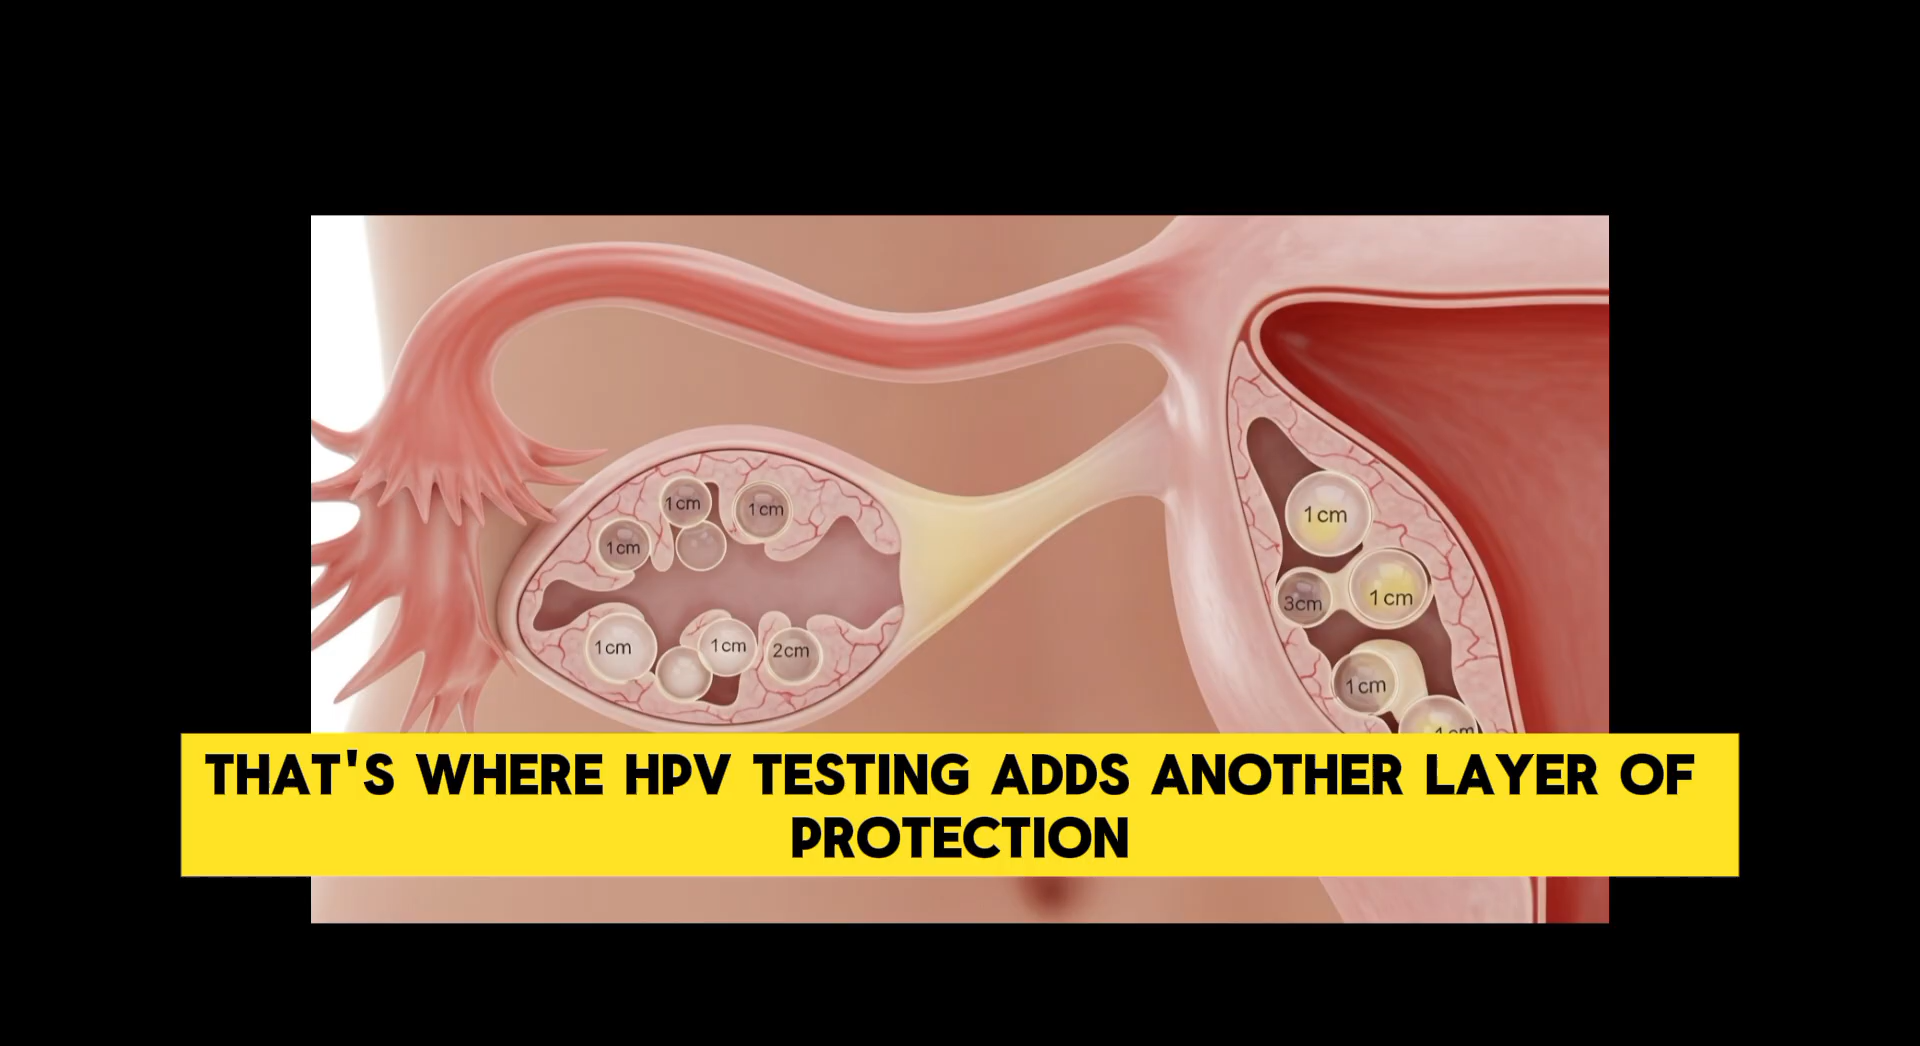 1cm
1cm
1cm
1cm
1cm
2cm
1cm
3cm
1cm
1cm
1cm
THAT'S WHERE HPV TESTING ADDS ANOTHER LAYER OF
PROTECTION